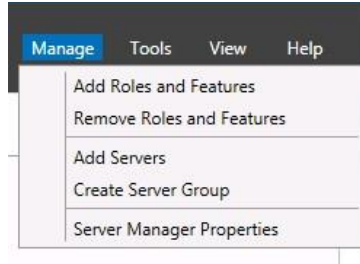 Manage Tools View Help
Add Roles and Features
Remove Roles and Features
Add Servers
Create Server Group
Server Manager Properties